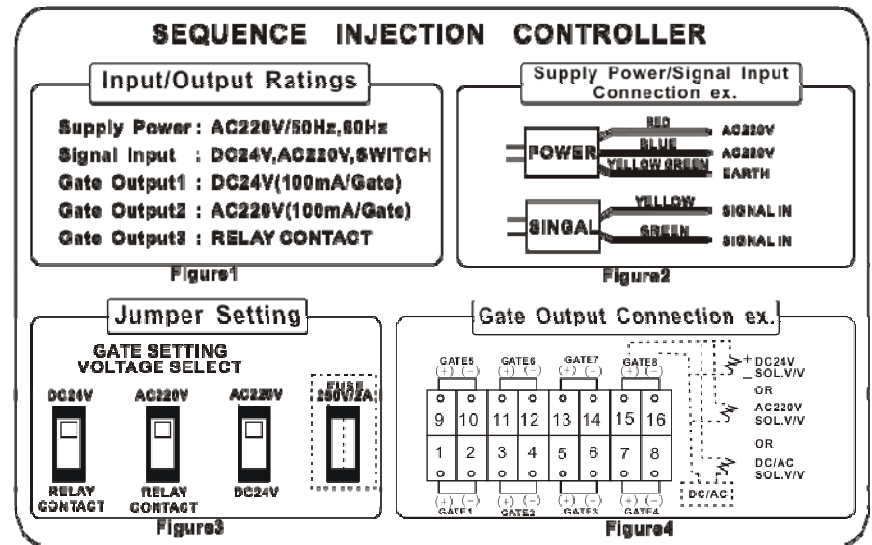 SEQUENCE INJECTION CONTROLLER
Input/Output Ratings
Supply Power : AC220V/50Hz,60Hz
Signal Input : DC24V,AC220V,SWITCH
Gate Output1 : DC24V(100mA/Gate)
Gate Output2 : AC220V(100mA/Gate)
Gate Output3 : RELAY CONTACT
Figure1
Supply Power/Signal Input
Connection ex.
POWER
RED AC220V
BLUE AC220V
YELLOW GREEN EARTH
SINGAL
YELLOW SIGNAL IN
GREEN SIGNAL IN
Figure2
Jumper Setting
GATE SETTING
VOLTAGE SELECT
DC24V AC220V AC220V FUSE
250V/2A
RELAY CONTACT RELAY CONTACT DC24V
Figure3
Gate Output Connection ex.
GATE5 GATE6 GATE7 GATE8
(+) (-) (+) (-) (+) (-) (+) (-)
9 10 11 12 13 14 15 16
1 2 3 4 5 6 7 8
(+) (-) (+) (-) (+) (-) (+) (-)
GATE1 GATE2 GATE3 GATE4
+ DC24V
- SOL.V/V
OR
AC220V
SOL.V/V
OR
DC/AC
SOL.V/V
DC/AC
Figure4